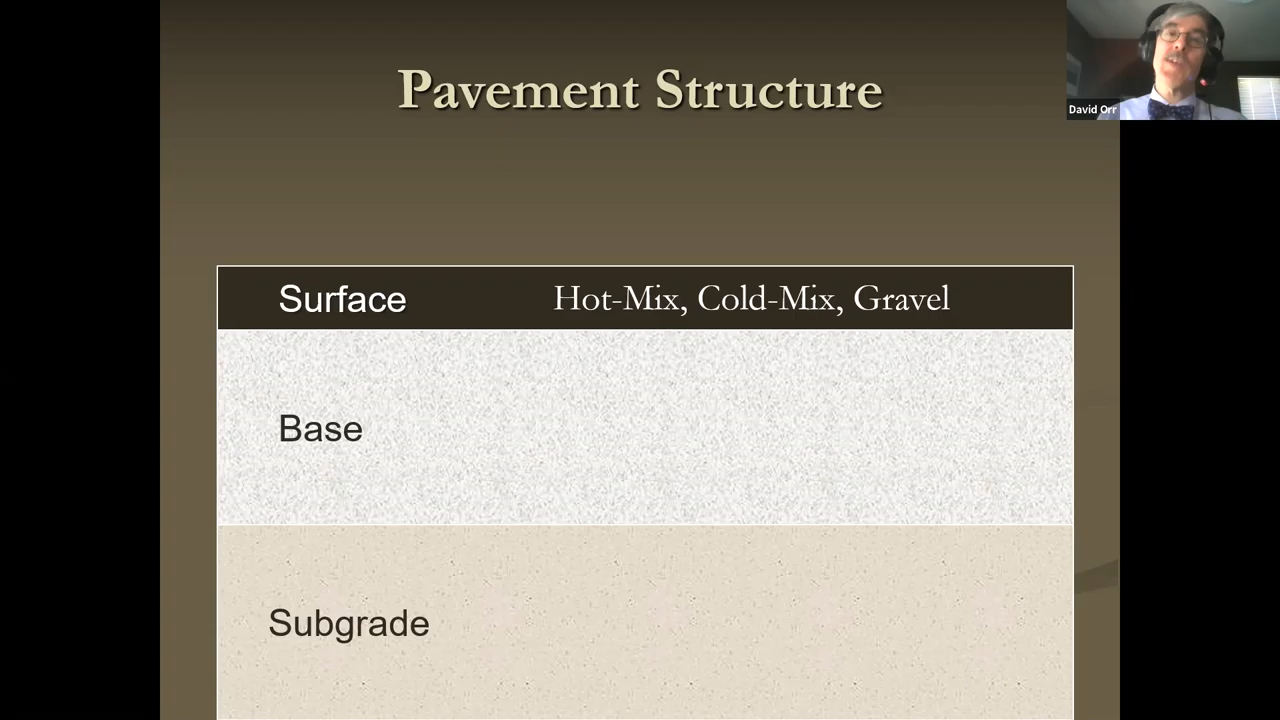 Pavement Structure
David Orr
Surface Hot-Mix, Cold-Mix, Gravel
Base
Subgrade